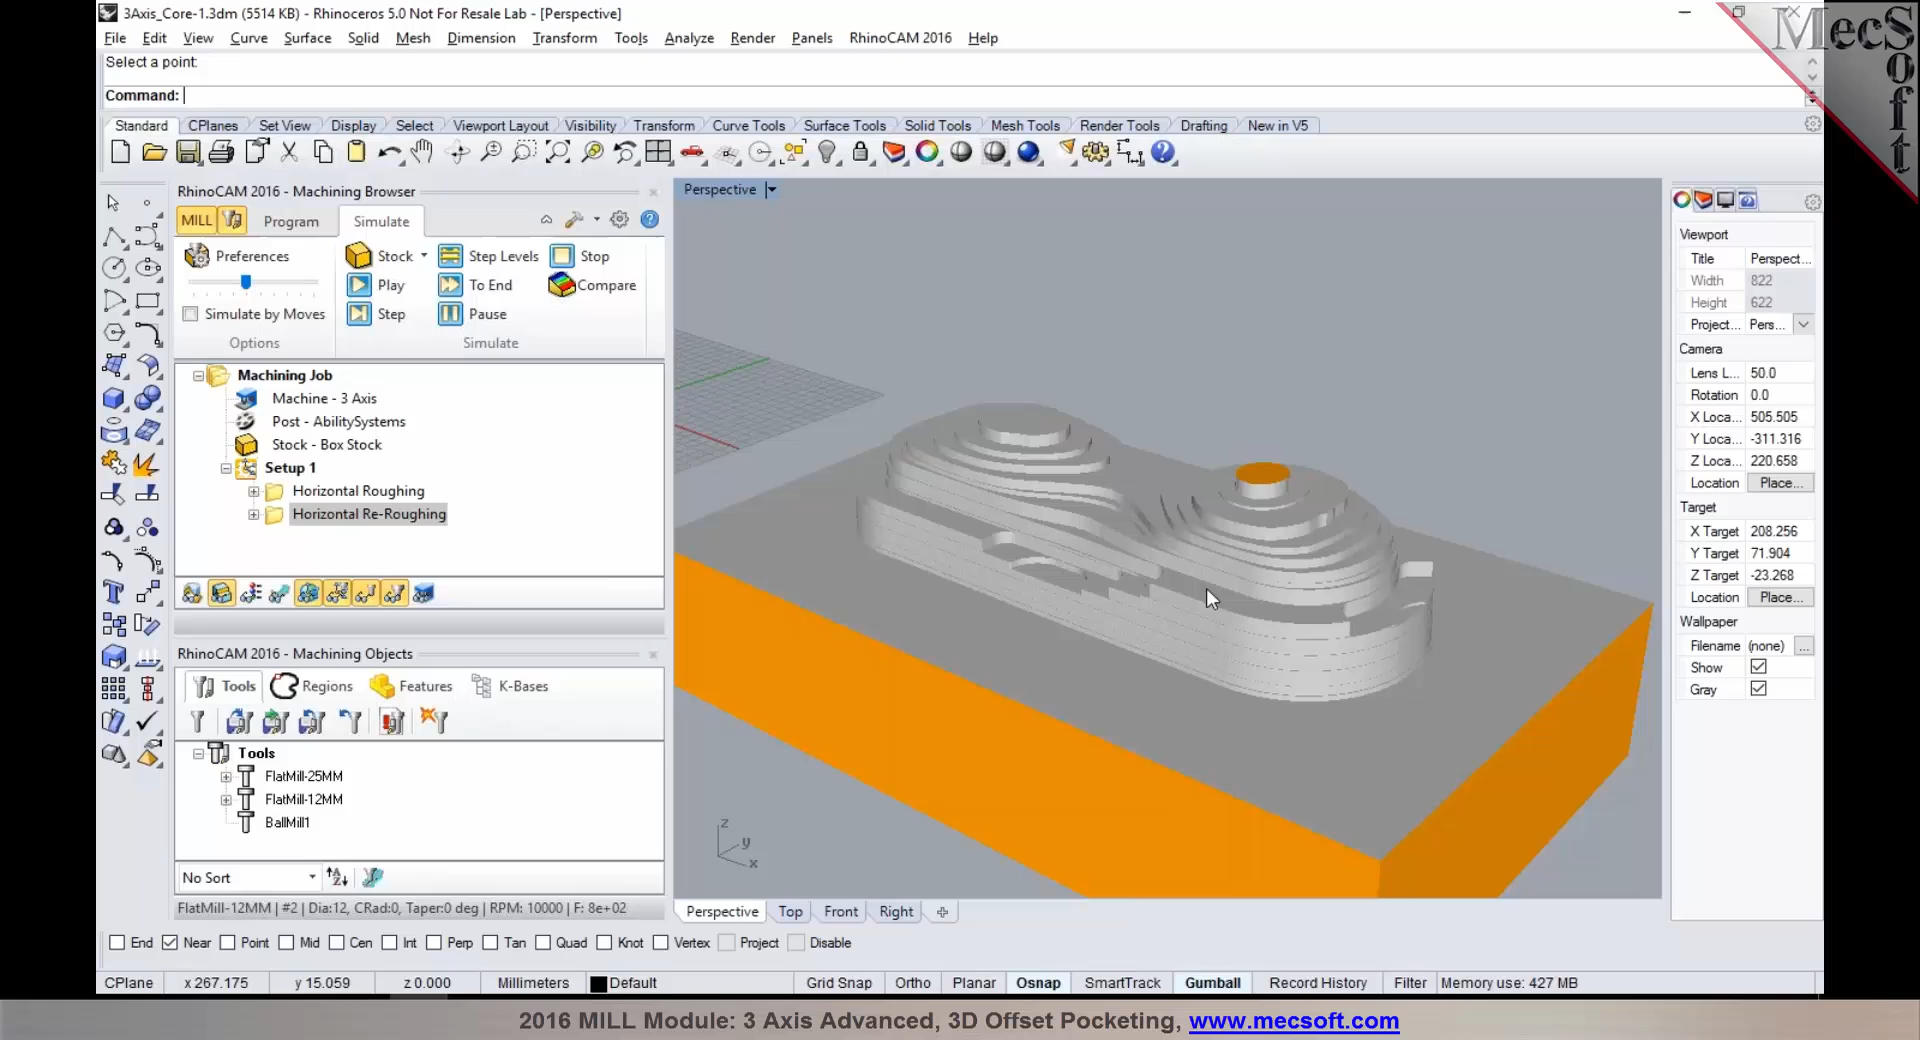 3Axis_Core-1.3dm (5514 KB) - Rhinoceros 5.0 Not For Resale Lab - [Perspective]
MecSoft
File Edit View Curve Surface Solid Mesh Dimension Transform Tools Analyze Render Panels RhinoCAM 2016 Help
Select a point:
Command:
Standard CPlanes Set View Display Select Viewport Layout Visibility Transform Curve Tools Surface Tools Solid Tools Mesh Tools Render Tools Drafting New in V5
RhinoCAM 2016 - Machining Browser
MILL Program Simulate
Preferences Stock Step Levels Stop
Play To End Compare
Simulate by Moves Step Pause
Options Simulate
Machining Job
Machine - 3 Axis
Post - AbilitySystems
Stock - Box Stock
Setup 1
Horizontal Roughing
Horizontal Re-Roughing
RhinoCAM 2016 - Machining Objects
Tools Regions Features K-Bases
Tools
FlatMill-25MM
FlatMill-12MM
BallMill1
No Sort
FlatMill-12MM | #2 | Dia:12, CRad:0, Taper:0 deg | RPM: 10000 | F: 8e+02
Perspective
z
y
x
Perspective Top Front Right
Viewport
Title Perspect...
Width 822
Height 622
Project... Pers...
Camera
Lens L... 50.0
Rotation 0.0
X Loca... 505.505
Y Loca... -311.316
Z Loca... 220.658
Location Place...
Target
X Target 208.256
Y Target 71.904
Z Target -23.268
Location Place...
Wallpaper
Filename (none) ...
Show
Gray
End Near Point Mid Cen Int Perp Tan Quad Knot Vertex Project Disable
CPlane x 267.175 y 15.059 z 0.000 Millimeters Default Grid Snap Ortho Planar Osnap SmartTrack Gumball Record History Filter Memory use: 427 MB
2016 MILL Module: 3 Axis Advanced, 3D Offset Pocketing, www.mecsoft.com